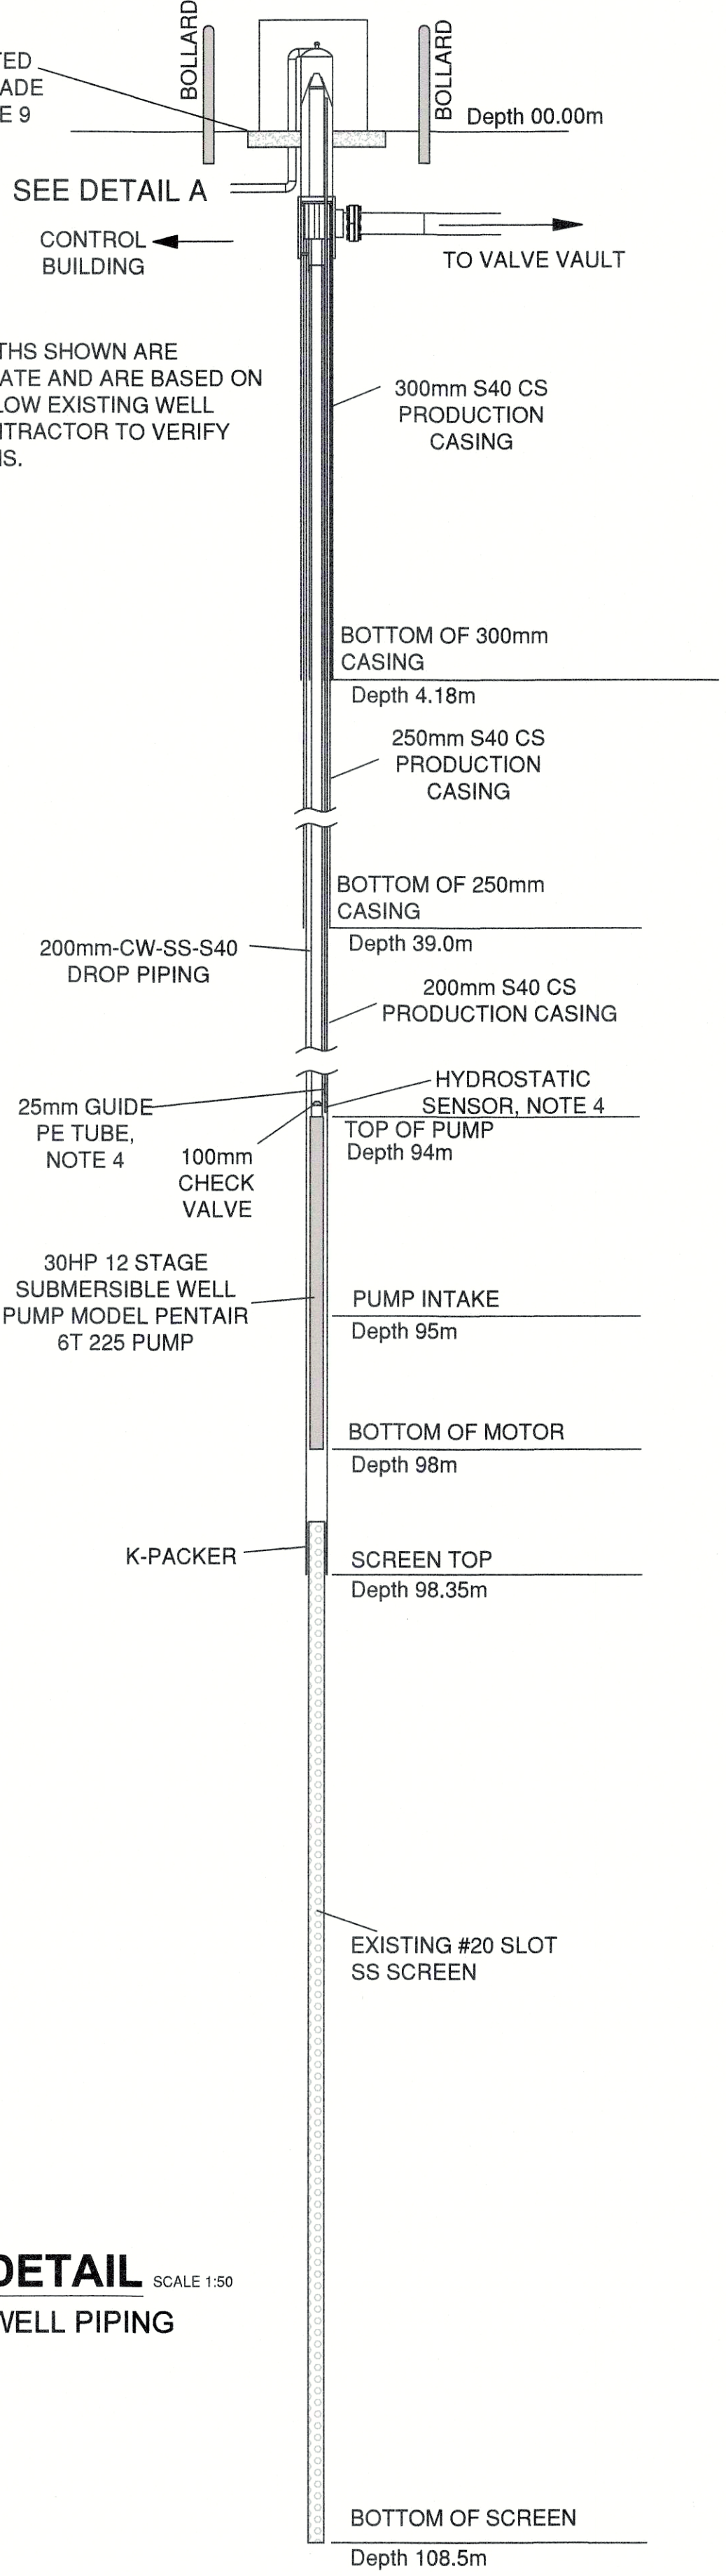 BOLLARD
BOLLARD
TED
ADE
E 9
Depth 00.00m
SEE DETAIL A
CONTROL
BUILDING
TO VALVE VAULT
THS SHOWN ARE
ATE AND ARE BASED ON
LOW EXISTING WELL
NTRACTOR TO VERIFY
IS.
300mm S40 CS
PRODUCTION
CASING
BOTTOM OF 300mm
CASING
Depth 4.18m
250mm S40 CS
PRODUCTION
CASING
BOTTOM OF 250mm
CASING
Depth 39.0m
200mm-CW-SS-S40
DROP PIPING
200mm S40 CS
PRODUCTION CASING
HYDROSTATIC
SENSOR, NOTE 4
25mm GUIDE
PE TUBE,
NOTE 4
100mm
CHECK
VALVE
TOP OF PUMP
Depth 94m
30HP 12 STAGE
SUBMERSIBLE WELL
PUMP MODEL PENTAIR
6T 225 PUMP
PUMP INTAKE
Depth 95m
BOTTOM OF MOTOR
Depth 98m
K-PACKER
SCREEN TOP
Depth 98.35m
EXISTING #20 SLOT
SS SCREEN
DETAIL SCALE 1:50
WELL PIPING
BOTTOM OF SCREEN
Depth 108.5m